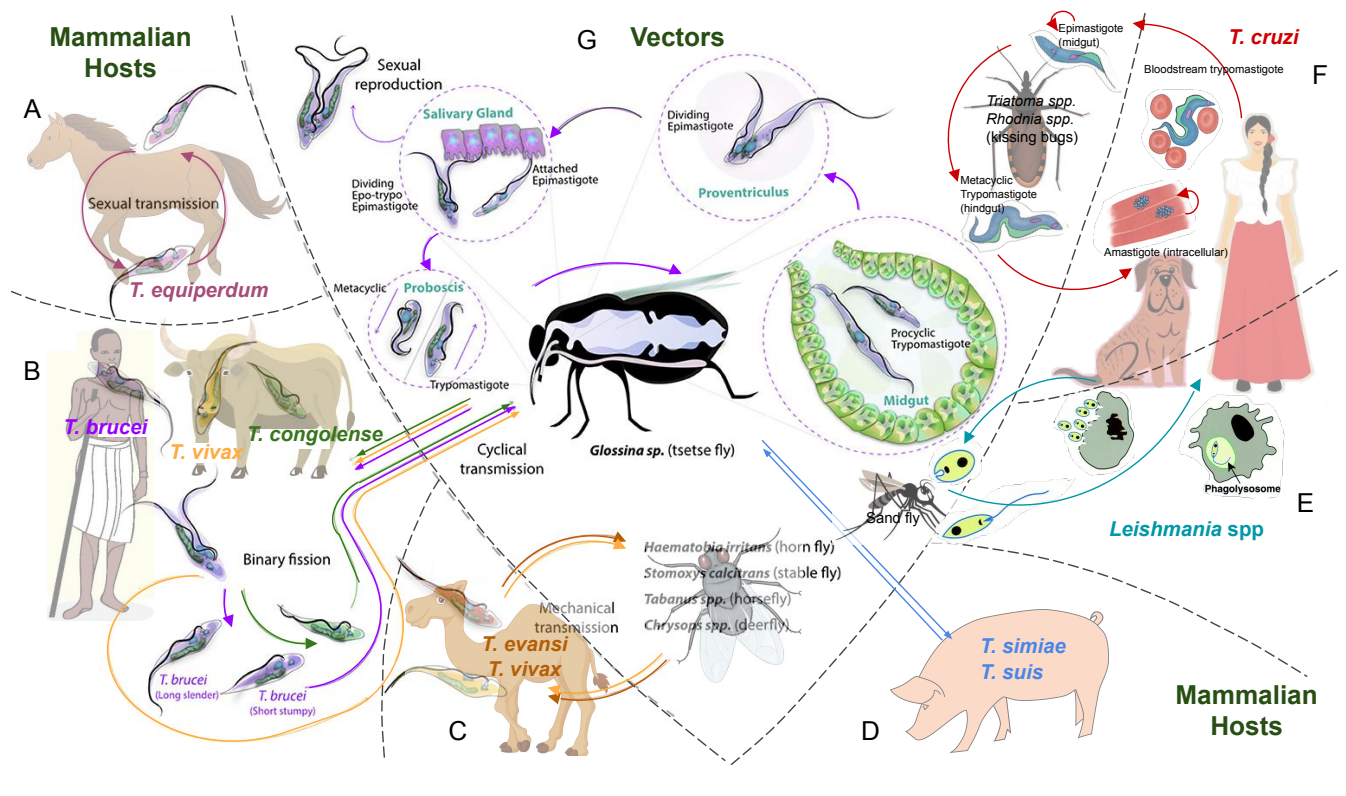 Mammalian
Hosts
A
Sexual transmission
T. equiperdum
G
Vectors
Sexual
reproduction
Salivary Gland
Attached
Epimastigote
Dividing
Epo-trypo
Epimastigote
Dividing
Epimastigote
Proventriculus
Metacyclic
Proboscis
Trypomastigote
Procyclic
Trypomastigote
Midgut
Glossina sp. (tsetse fly)
Cyclical
transmission
Epimastigote
(midgut)
Triatoma spp.
Rhodnia spp.
(kissing bugs)
Metacyclic
Trypomastigote
(hindgut)
T. cruzi
Bloodstream trypomastigote
F
Amastigote (intracellular)
B
T. brucei
T. vivax
T. congolense
Binary fission
T. brucei
(Long slender)
T. brucei
(Short stumpy)
Mechanical
transmission
T. evansi
T. vivax
C
Haematobia irritans (horn fly)
Stomoxys calcitrans (stable fly)
Tabanus spp. (horsefly)
Chrysops spp. (deerfly)
Sand fly
Phagolysosome
Leishmania spp
E
T. simiae
T. suis
D
Mammalian
Hosts